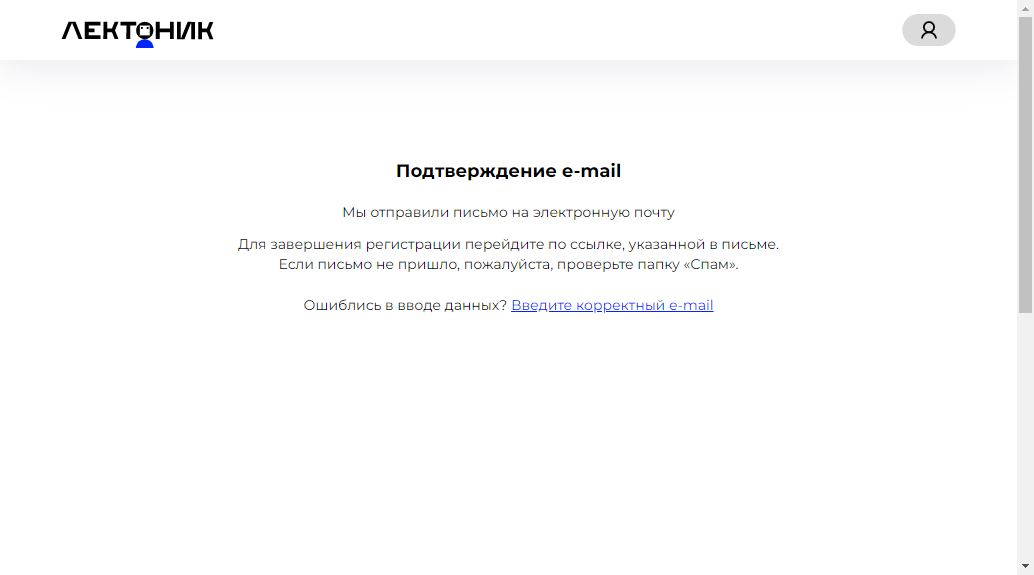 ЛЕКТОНИК
Подтверждение e-mail
Мы отправили письмо на электронную почту
Для завершения регистрации перейдите по ссылке, указанной в письме.
Если письмо не пришло, пожалуйста, проверьте папку «Спам».
Ошиблись в вводе данных? Введите корректный e-mail